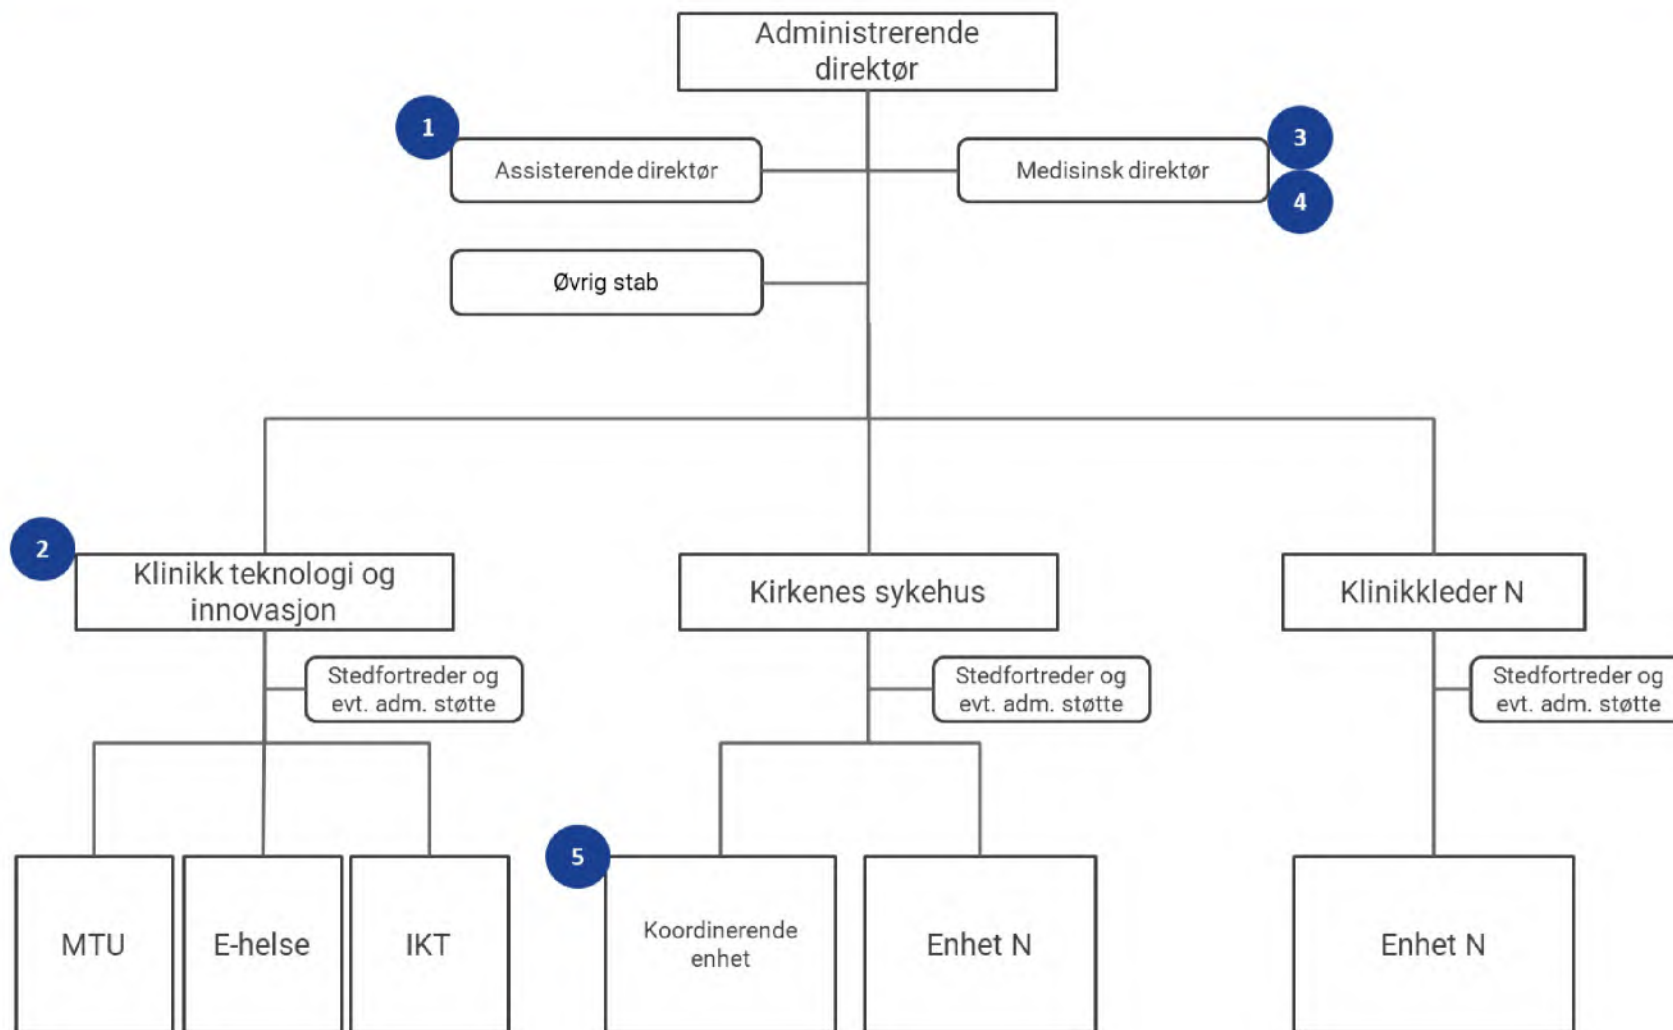 Administrerende
direktør
1
Assisterende direktør
Medisinsk direktør
3
4
Øvrig stab
2
Klinikk teknologi og
innovasjon
Kirkenes sykehus
Klinikkleder N
Stedfortreder og
evt. adm. støtte
Stedfortreder og
evt. adm. støtte
Stedfortreder og
evt. adm. støtte
MTU
E-helse
IKT
5
Koordinerende
enhet
Enhet N
Enhet N